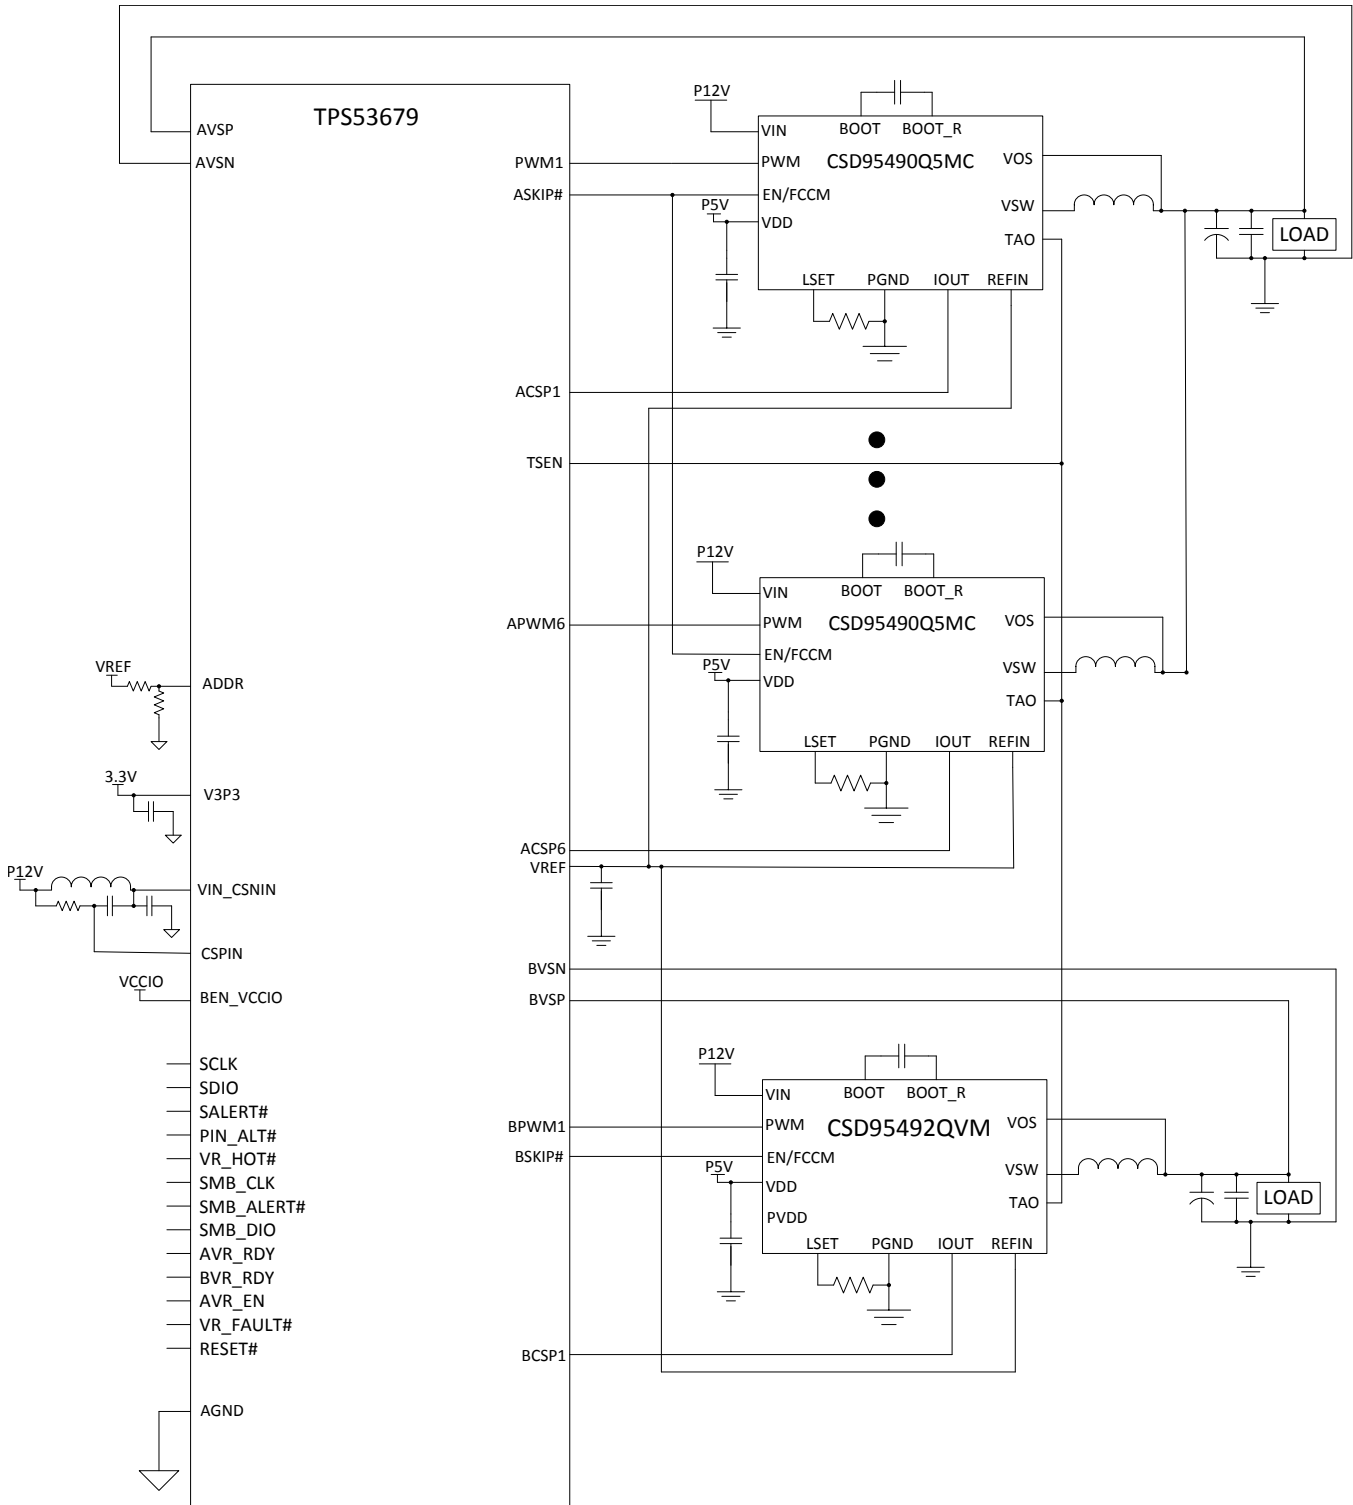 TPS53679
AVSP
AVSN
PWM1
ASKIP#
ACSP1
TSEN
APWM6
ADDR
VREF
V3P3
3.3V
ACSP6
VREF
P12V
VIN_CSNIN
CSPIN
VCCIO
BEN_VCCIO
BVSN
BVSP
SCLK
SDIO
SALERT#
PIN_ALT#
VR_HOT#
SMB_CLK
SMB_ALERT#
SMB_DIO
AVR_RDY
BVR_RDY
AVR_EN
VR_FAULT#
RESET#
BPWM1
BSKIP#
BCSP1
AGND
P12V
VIN
BOOT
BOOT_R
CSD95490Q5MC
PWM
EN/FCCM
P5V
VDD
VOS
VSW
TAO
LSET
PGND
IOUT
REFIN
LOAD
P12V
VIN
BOOT
BOOT_R
CSD95490Q5MC
PWM
EN/FCCM
P5V
VDD
VOS
VSW
TAO
LSET
PGND
IOUT
REFIN
P12V
VIN
BOOT
BOOT_R
CSD95492QVM
PWM
EN/FCCM
P5V
VDD
PVDD
VOS
VSW
TAO
LSET
PGND
IOUT
REFIN
LOAD